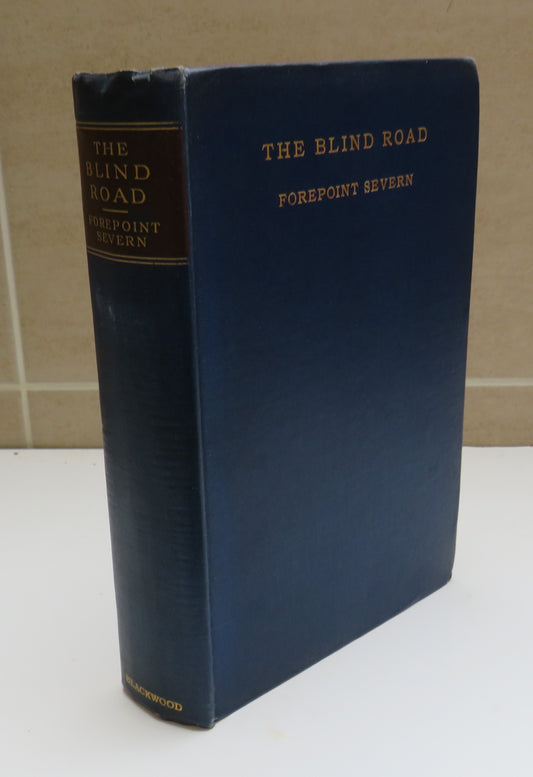 THE
BLIND
ROAD
FOREPOINT
SEVERN
BLACKWOOD
THE BLIND ROAD
FOREPOINT SEVERN